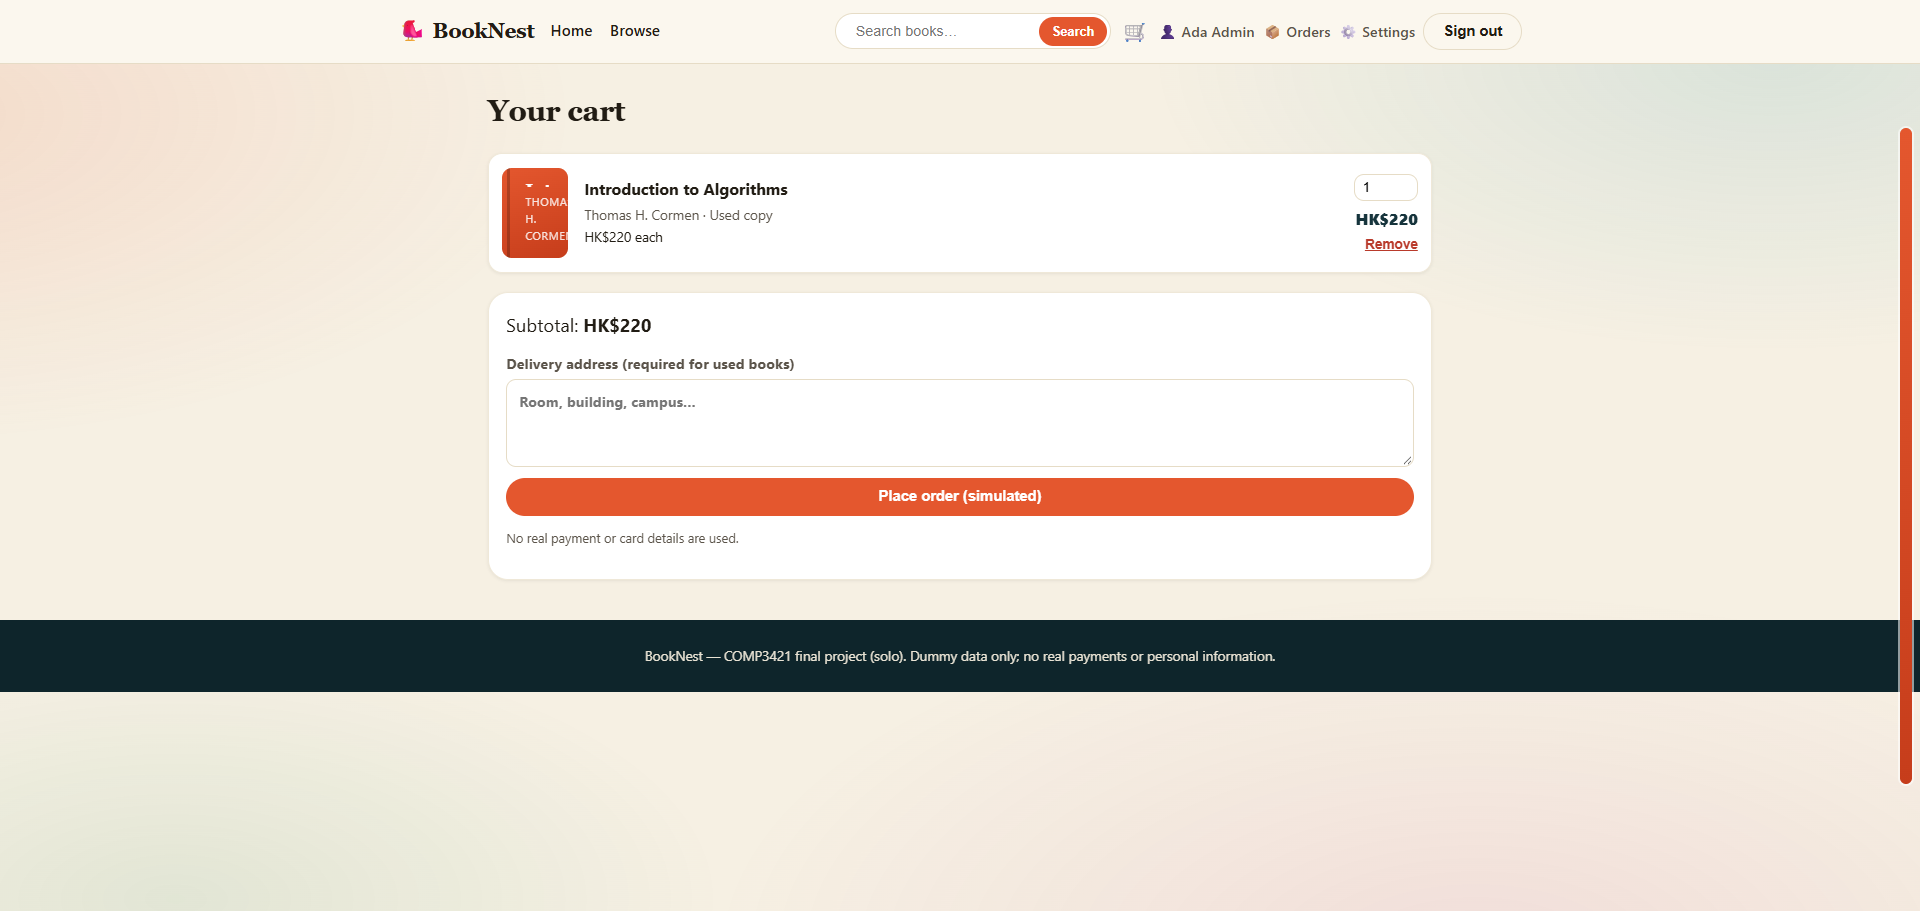 BookNest
Home
Browse
Search books...
Search
Ada Admin
Orders
Settings
Sign out
Your cart
THOMA
H.
CORME
Introduction to Algorithms
Thomas H. Cormen · Used copy
HK$220 each
1
HK$220
Remove
Subtotal: HK$220
Delivery address (required for used books)
Room, building, campus...
Place order (simulated)
No real payment or card details are used.
BookNest — COMP3421 final project (solo). Dummy data only; no real payments or personal information.